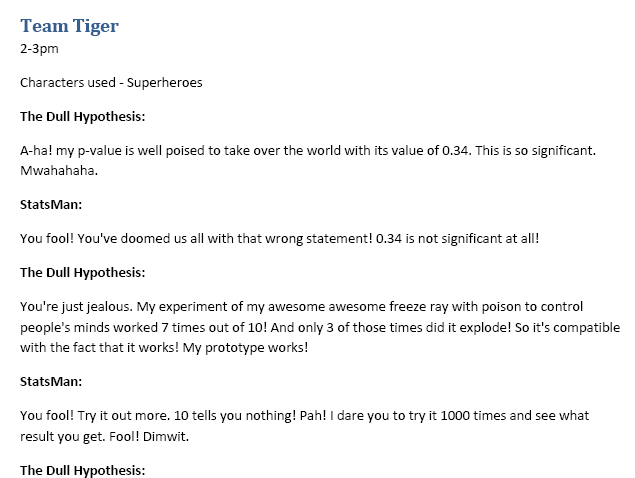 Team Tiger
2-3pm
Characters used - Superheroes
The Dull Hypothesis:
A-ha! my p-value is well poised to take over the world with its value of 0.34. This is so significant.
Mwahahaha.
StatsMan:
You fool! You've doomed us all with that wrong statement! 0.34 is not significant at all!
The Dull Hypothesis:
You're just jealous. My experiment of my awesome awesome freeze ray with poison to control
people's minds worked 7 times out of 10! And only 3 of those times did it explode! So it's compatible
with the fact that it works! My prototype works!
StatsMan:
You fool! Try it out more. 10 tells you nothing! Pah! I dare you to try it 1000 times and see what
result you get. Fool! Dimwit.
The Dull Hypothesis: